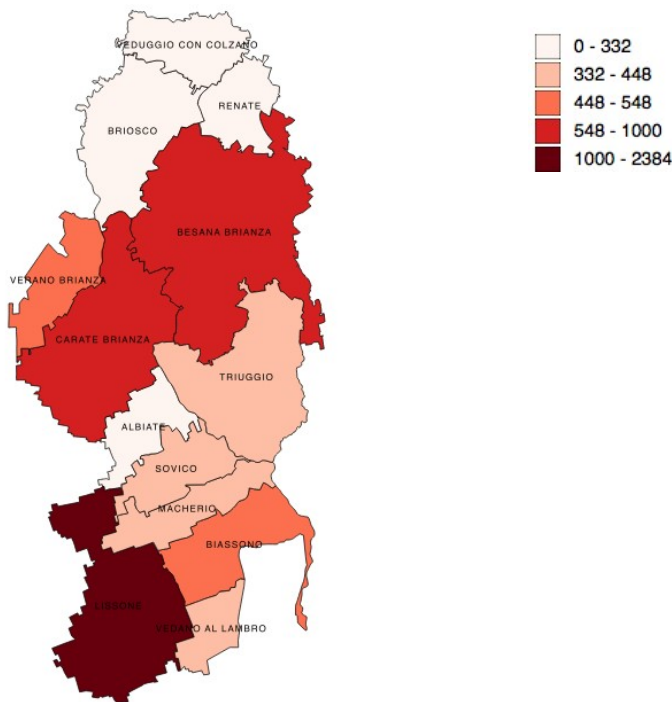 VEDUGGIO CON COLZANO
RENATE
BRIOSCO
BESANA BRIANZA
VERANO BRIANZA
CARATE BRIANZA
TRIUGGIO
ALBIATE
SOVICO
MACHERIO
BIASSONO
LISSONE
VEDANO AL LAMBRO
0 - 332
332 - 448
448 - 548
548 - 1000
1000 - 2384